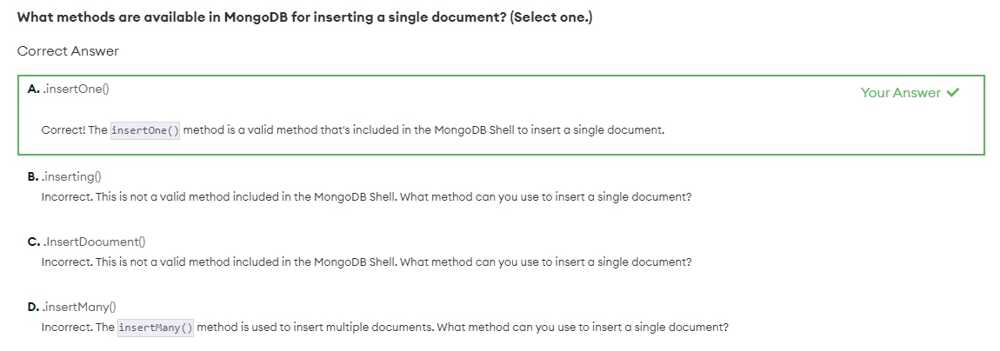 What methods are available in MongoDB for inserting a single document? (Select one.)
Correct Answer
A. .insertOne()
Your Answer ✓
Correct! The insertOne() method is a valid method that's included in the MongoDB Shell to insert a single document.
B. .inserting()
Incorrect. This is not a valid method included in the MongoDB Shell. What method can you use to insert a single document?
C. .InsertDocument()
Incorrect. This is not a valid method included in the MongoDB Shell. What method can you use to insert a single document?
D. .insertMany()
Incorrect. The insertMany() method is used to insert multiple documents. What method can you use to insert a single document?